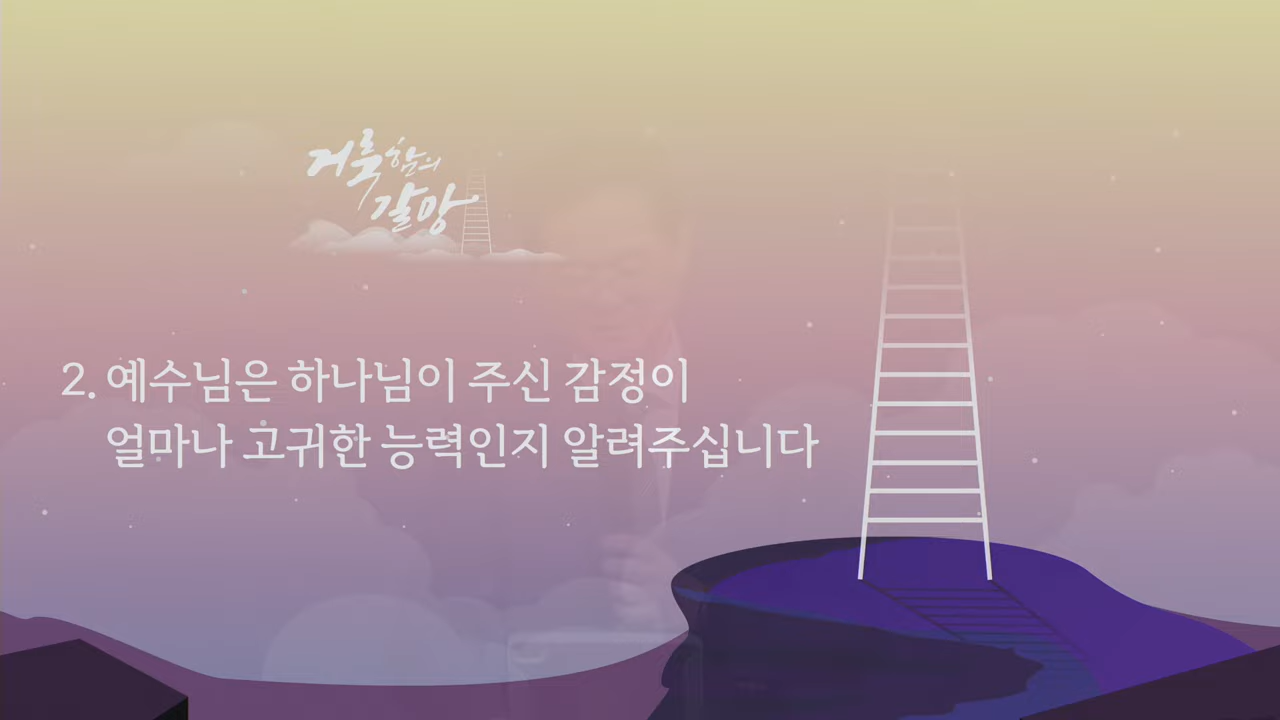 거룩함의
갈망
2. 예수님은 하나님이 주신 감정이
얼마나 고귀한 능력인지 알려주십니다